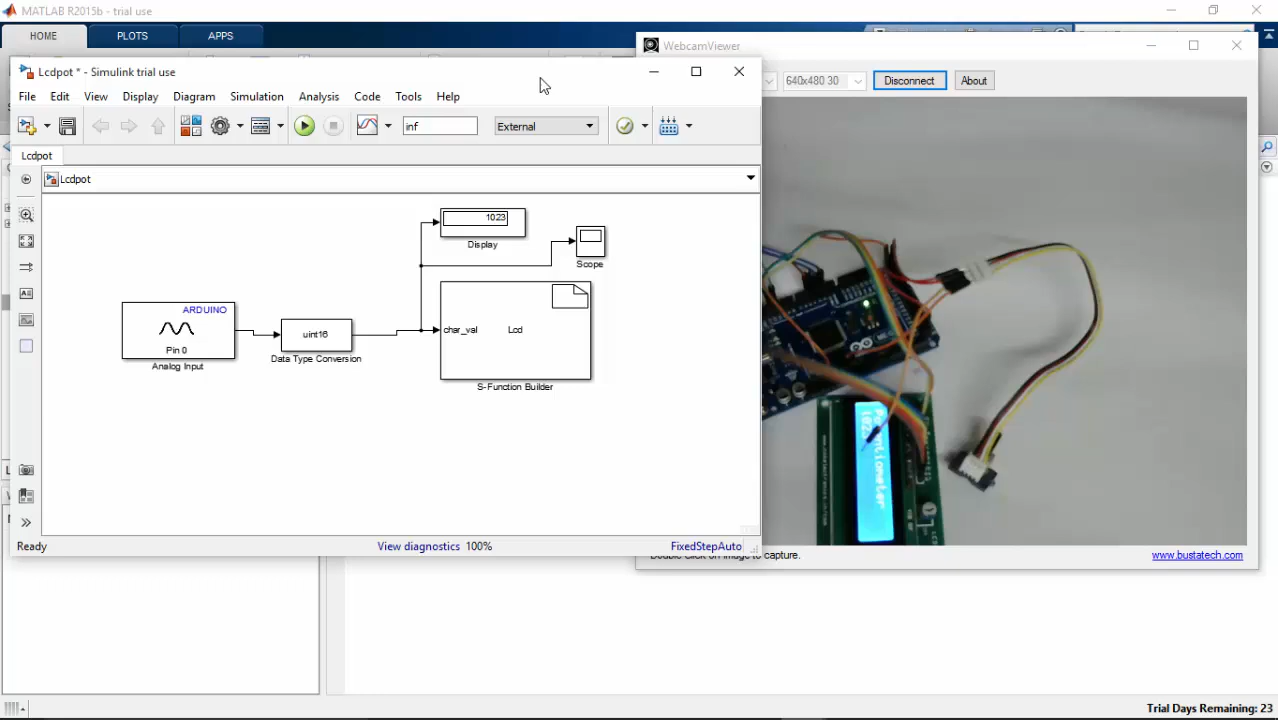 MATLAB R2015b - trial use
HOME
PLOTS
APPS
WebcamViewer
640x480 30
Disconnect
About
Lcdpot * - Simulink trial use
File Edit View Display Diagram Simulation Analysis Code Tools Help
inf
External
Lcdpot
Lcdpot
1023
Display
Scope
ARDUINO
Pin 0
Analog Input
uint16
Data Type Conversion
char_val
Lcd
S-Function Builder
Potentiometer
Ready
View diagnostics 100%
FixedStepAuto
Double click on image to capture.
www.bustatech.com
Trial Days Remaining: 23